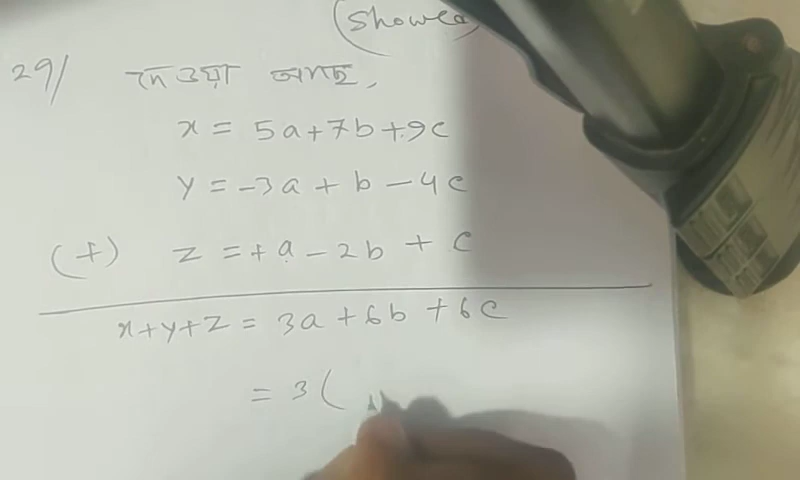 (Showed)
29/ দেওয়া আছে,
x = 5a+7b+9c
y = -3a + b - 4c
(+) z = +a - 2b + c
x+y+z = 3a + 6b + 6c
= 3 (